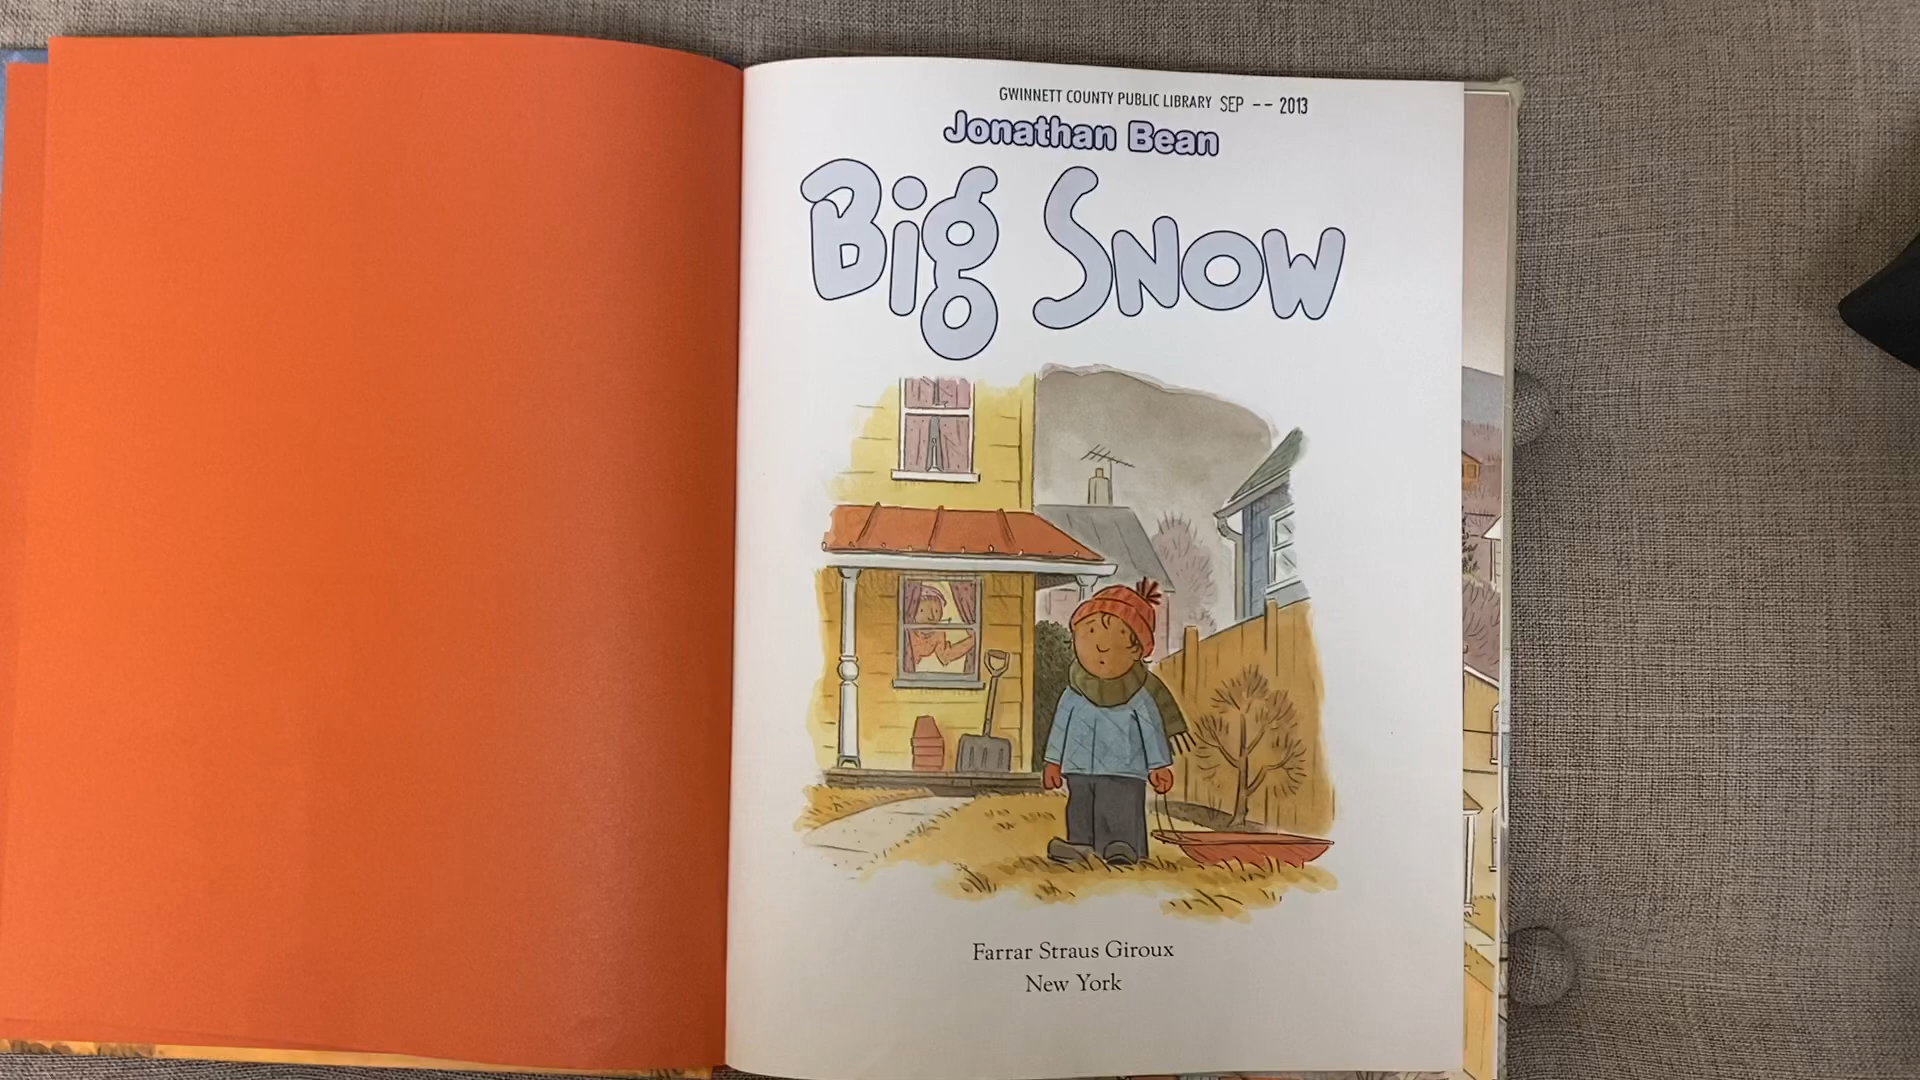 GWINNETT COUNTY PUBLIC LIBRARY SEP -- 2013
Jonathan Bean
Big Snow
Farrar Straus Giroux
New York